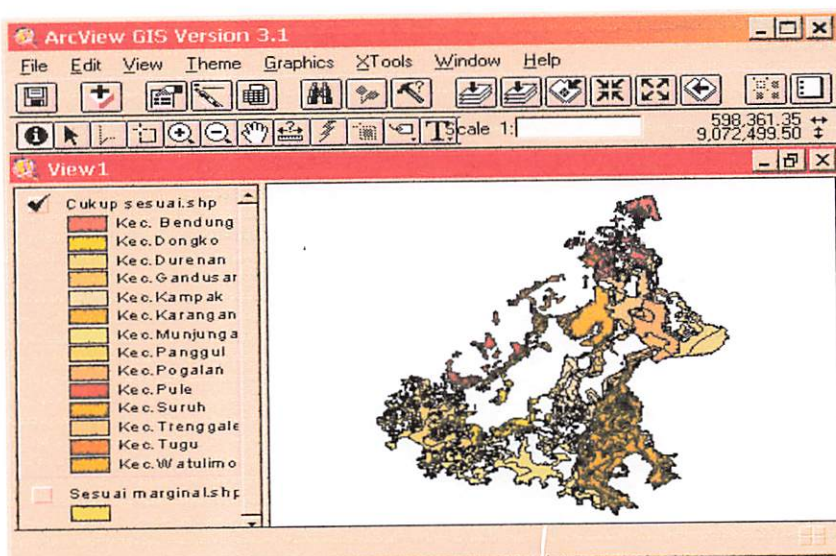 ArcView GIS Version 3.1
File Edit View Theme Graphics XTools Window Help
Scale 1:
598,361.35
9,072,499.50
View1
Cukup sesuai.shp
Kec. Bendung
Kec.Dongko
Kec.Durenan
Kec.Gandusar
Kec.Kampak
Kec.Karangan
Kec.Munjunga
Kec.Panggul
Kec.Pogalan
Kec.Pule
Kec.Suruh
Kec.Trenggale
Kec.Tugu
Kec.Watulimo
Sesuai marginal.shp